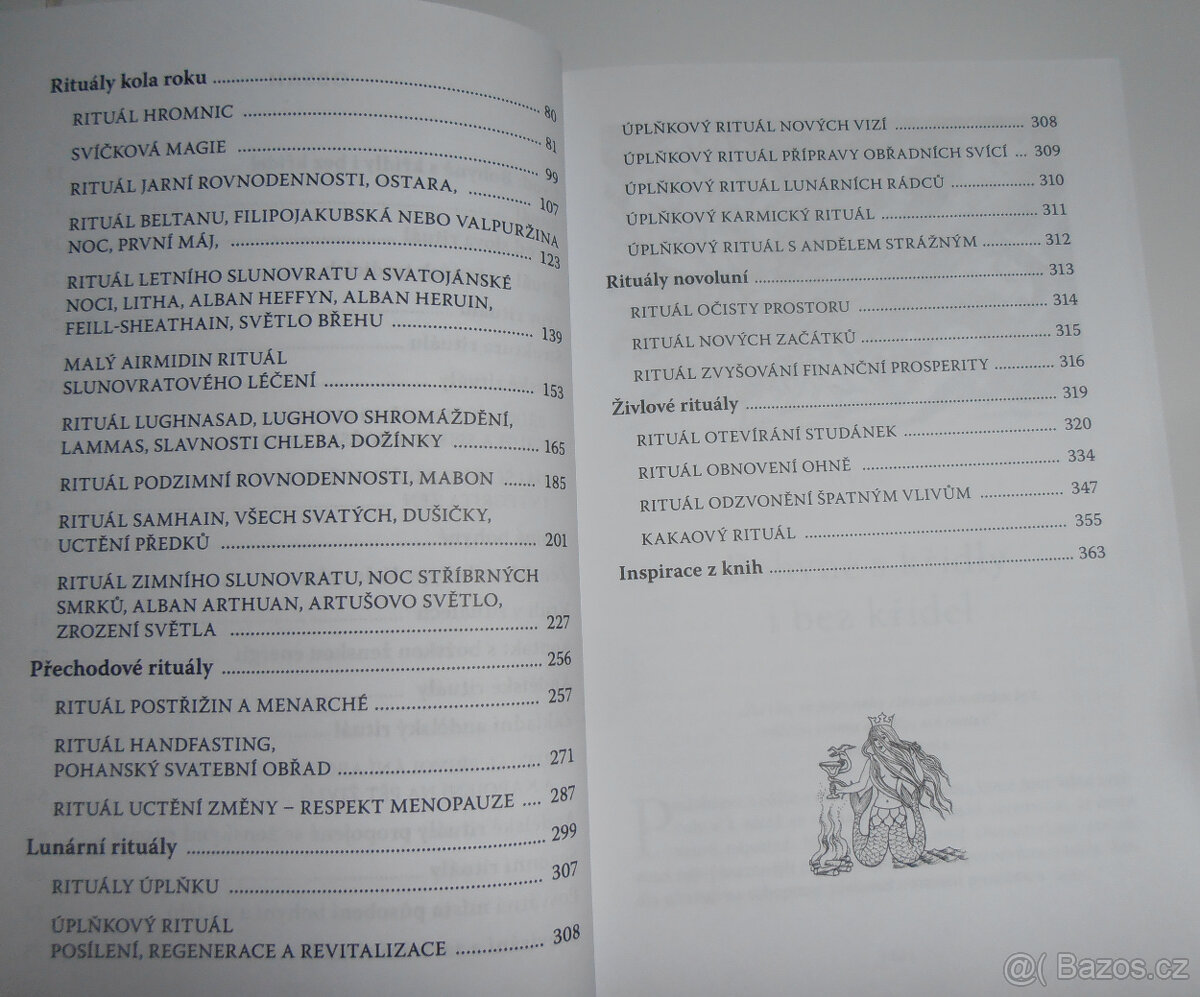 Rituály kola roku ........ 80
RITUÁL HROMNIC ........ 81
SVÍČKOVÁ MAGIE ........ 99
RITUÁL JARNÍ ROVNODENNOSTI, OSTARA, ........ 107
RITUÁL BELTANU, FILIPOJAKUBSKÁ NEBO VALPURŽINA
NOC, PRVNÍ MÁJ, ........ 123
RITUÁL LETNÍHO SLUNOVRATU A SVATOJÁNSKÉ
NOCI, LITHA, ALBAN HEFFYN, ALBAN HERUIN,
FEILL-SHEATHAIN, SVĚTLO BŘEHU ........ 139
MALÝ AIRMIDIN RITUÁL
SLUNOVRATOVÉHO LÉČENÍ ........ 153
RITUÁL LUGHNASAD, LUGHOVO SHROMÁŽDĚNÍ,
LAMMAS, SLAVNOSTI CHLEBA, DOŽÍNKY ........ 165
RITUÁL PODZIMNÍ ROVNODENNOSTI, MABON ........ 185
RITUÁL SAMHAIN, VŠECH SVATÝCH, DUŠIČKY,
UCTĚNÍ PŘEDKŮ ........ 201
RITUÁL ZIMNÍHO SLUNOVRATU, NOC STŘÍBRNÝCH
SMRKŮ, ALBAN ARTHUAN, ARTUŠOVO SVĚTLO,
ZROZENÍ SVĚTLA ........ 227
Přechodové rituály ........ 256
RITUÁL POSTŘIŽIN A MENARCHÉ ........ 257
RITUÁL HANDFASTING,
POHANSKÝ SVATEBNÍ OBŘAD ........ 271
RITUÁL UCTĚNÍ ZMĚNY – RESPEKT MENOPAUZE .... 287
Lunární rituály ........ 299
RITUÁLY ÚPLŇKU ........ 307
ÚPLŇKOVÝ RITUÁL
POSÍLENÍ, REGENERACE A REVITALIZACE ........ 308
ÚPLŇKOVÝ RITUÁL NOVÝCH VIZÍ ........ 308
ÚPLŇKOVÝ RITUÁL PŘÍPRAVY OBŘADNÍCH SVÍCÍ ... 309
ÚPLŇKOVÝ RITUÁL LUNÁRNÍCH RÁDCŮ ........ 310
ÚPLŇKOVÝ KARMICKÝ RITUÁL ........ 311
ÚPLŇKOVÝ RITUÁL S ANDĚLEM STRÁŽNÝM ........ 312
Rituály novoluní ........ 313
RITUÁL OČISTY PROSTORU ........ 314
RITUÁL NOVÝCH ZAČÁTKŮ ........ 315
RITUÁL ZVYŠOVÁNÍ FINANČNÍ PROSPERITY ........ 316
Živlové rituály ........ 319
RITUÁL OTEVÍRÁNÍ STUDÁNEK ........ 320
RITUÁL OBNOVENÍ OHNĚ ........ 334
RITUÁL ODZVONĚNÍ ŠPATNÝM VLIVŮM ........ 347
KAKAOVÝ RITUÁL ........ 355
Inspirace z knih ........ 363
@( Bazos.cz